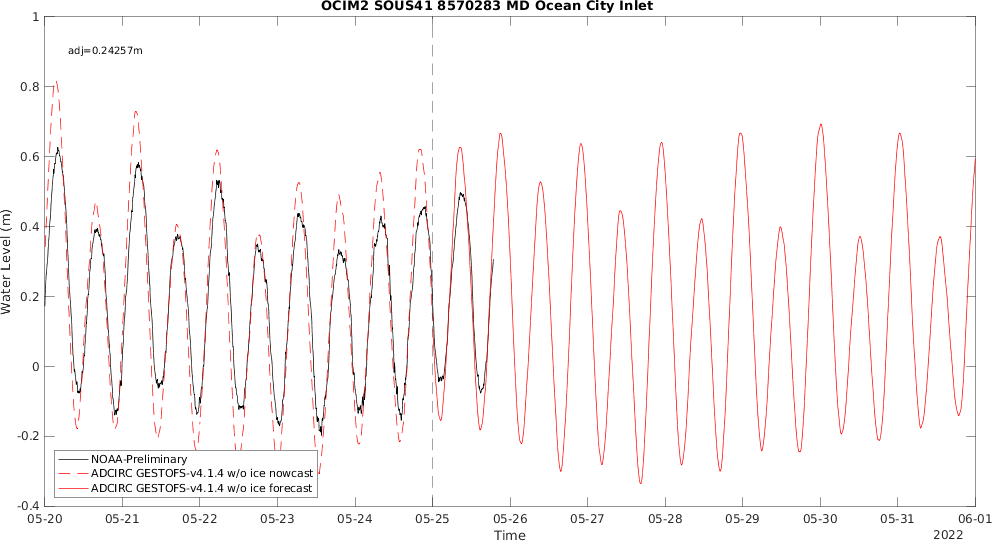 OCIM2 SOUS41 8570283 MD Ocean City Inlet
adj=0.24257m
1
0.8
0.6
0.4
0.2
0
-0.2
-0.4
Water Level (m)
NOAA-Preliminary
ADCIRC GESTOFS-v4.1.4 w/o ice nowcast
ADCIRC GESTOFS-v4.1.4 w/o ice forecast
05-20 05-21 05-22 05-23 05-24 05-25 05-26 05-27 05-28 05-29 05-30 05-31 06-01
Time
2022